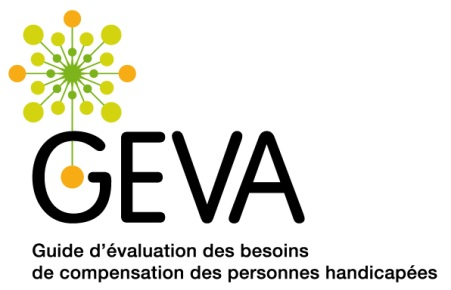 GEVA
Guide d'évaluation des besoins
de compensation des personnes handicapées